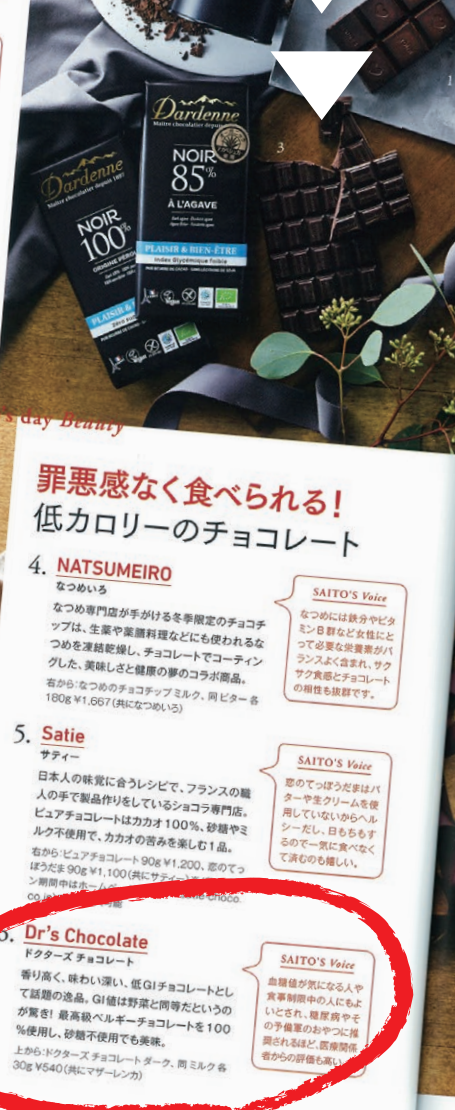 Dardenne
Maître chocolatier depuis
NOIR
85%
À L'AGAVE
PLAISIR & BIEN-ÊTRE
Index Glycémique Faible
Dardenne
Maître chocolatier depuis 1897
NOIR
100%
ORIGINE PÉROU
PLAISIR &
vegan
vegan
3
1
's day Beauty
罪悪感なく食べられる!
低カロリーのチョコレート
4. NATSUMEIRO
なつめいろ
なつめ専門店が手がける冬季限定のチョコチ
ップは、生薬や薬膳料理などにも使われるな
つめを凍結乾燥し、チョコレートでコーティン
グした、美味しさと健康の夢のコラボ商品。
右から:なつめのチョコチップ ミルク、同 ビター 各
180g ¥1,667(共になつめいろ)
SAITO'S Voice
なつめには鉄分やビタ
ミンB群など女性にと
って必要な栄養素がバ
ランスよく含まれ、サク
サク食感とチョコレート
の相性も抜群です。
5. Satie
サティー
日本人の味覚に合うレシピで、フランスの職
人の手で製品作りをしているショコラ専門店。
ピュアチョコレートはカカオ100%、砂糖やミ
ルク不使用で、カカオの苦みを楽しむ1品。
右から:ピュアチョコレート 90g ¥1,200、恋のてっ
ぽうだま 90g ¥1,100(共にサティー)
ン期間中はホーム
choco.
SAITO'S Voice
恋のてっぽうだまはバ
ターや生クリームを使
用していないからヘル
シーだし、日もちもす
るので一気に食べなく
て済むのも嬉しい。
6. Dr's Chocolate
ドクターズ チョコレート
香り高く、味わい深い、低GIチョコレートとし
て話題の逸品。GI値は野菜と同等だというの
が驚き! 最高級ベルギーチョコレートを100
%使用し、砂糖不使用でも美味。
上から:ドクターズ チョコレート ダーク、同 ミルク 各
30g ¥540(共にマザーレンカ)
SAITO'S Voice
血糖値が気になる人や
食事制限中の人にもよ
いとされ、糖尿病やそ
の予備軍のおやつに推
奨されるほど、医療関係
者からの評価も高い。